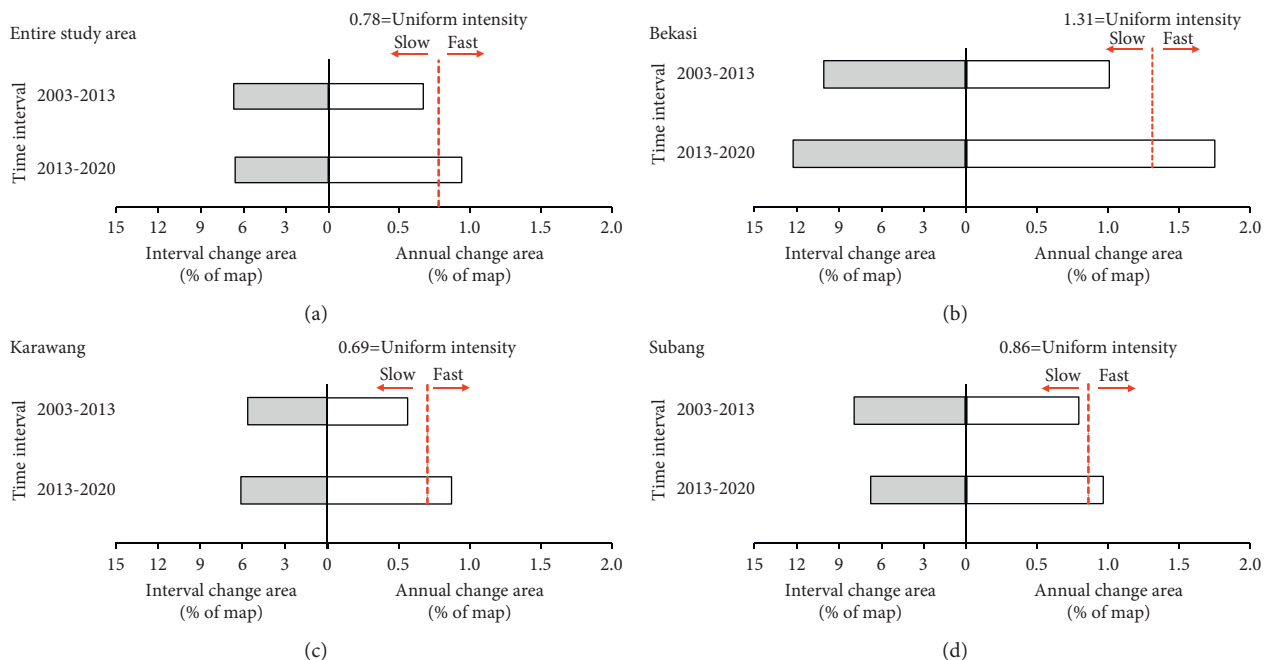 0.78=Uniform intensity
Entire study area
Slow Fast
Time interval
2003-2013
2013-2020
15 12 9 6 3 0 0.5 1.0 1.5 2.0
Interval change area Annual change area
(% of map) (% of map)
(a)
1.31=Uniform intensity
Bekasi
Slow Fast
Time interval
2003-2013
2013-2020
15 12 9 6 3 0 0.5 1.0 1.5 2.0
Interval change area Annual change area
(% of map) (% of map)
(b)
Karawang
0.69=Uniform intensity
Slow Fast
Time interval
2003-2013
2013-2020
15 12 9 6 3 0 0.5 1.0 1.5 2.0
Interval change area Annual change area
(% of map) (% of map)
(c)
Subang
0.86=Uniform intensity
Slow Fast
Time interval
2003-2013
2013-2020
15 12 9 6 3 0 0.5 1.0 1.5 2.0
Interval change area Annual change area
(% of map) (% of map)
(d)